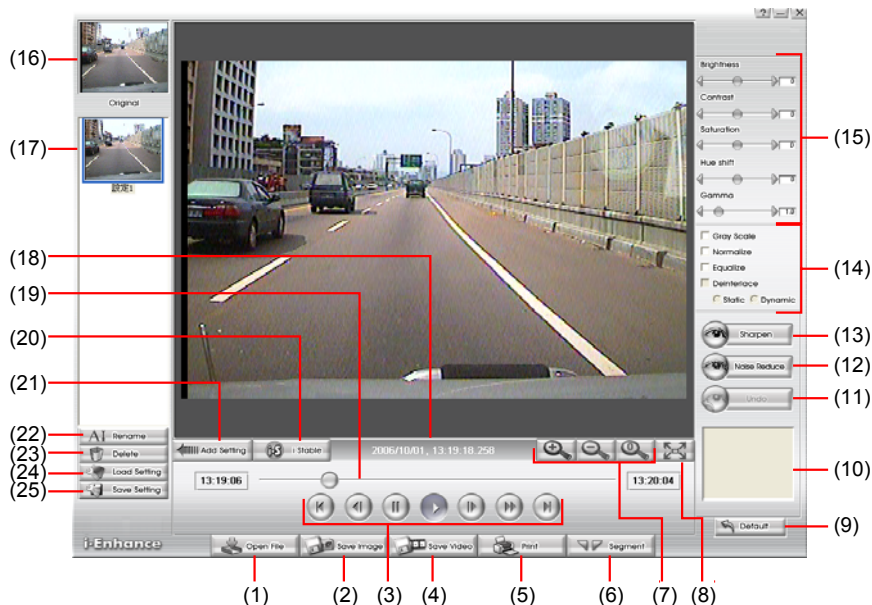 ? — ×
(16)
Original
(17)
設定1
Brightness
0
Contrast
0
Saturation
0
Hue shift
0
Gamma
1.0
(15)
Gray Scale
Normalize
Equalize
Deinterlace
Static Dynamic
(14)
(18)
(19)
(20)
(21)
Sharpen
(13)
Noise Reduce
(12)
Undo
(11)
(22)
AI Rename
(23)
Delete
(24)
Load Setting
(25)
Save Setting
Add Setting
iS i Stable
2006/10/01, 13:19:18.258
13:19:06
13:20:04
(10)
Default
(9)
i-Enhance
Open File
Save Image
Save Video
Print
Segment
(1)
(2)
(3)
(4)
(5)
(6)
(7)
(8)